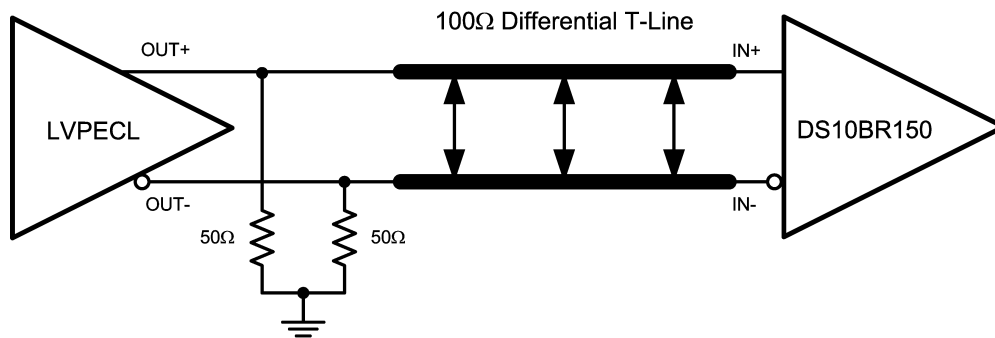 100Ω Differential T-Line
OUT+
IN+
LVPECL
DS10BR150
OUT-
IN-
50Ω
50Ω